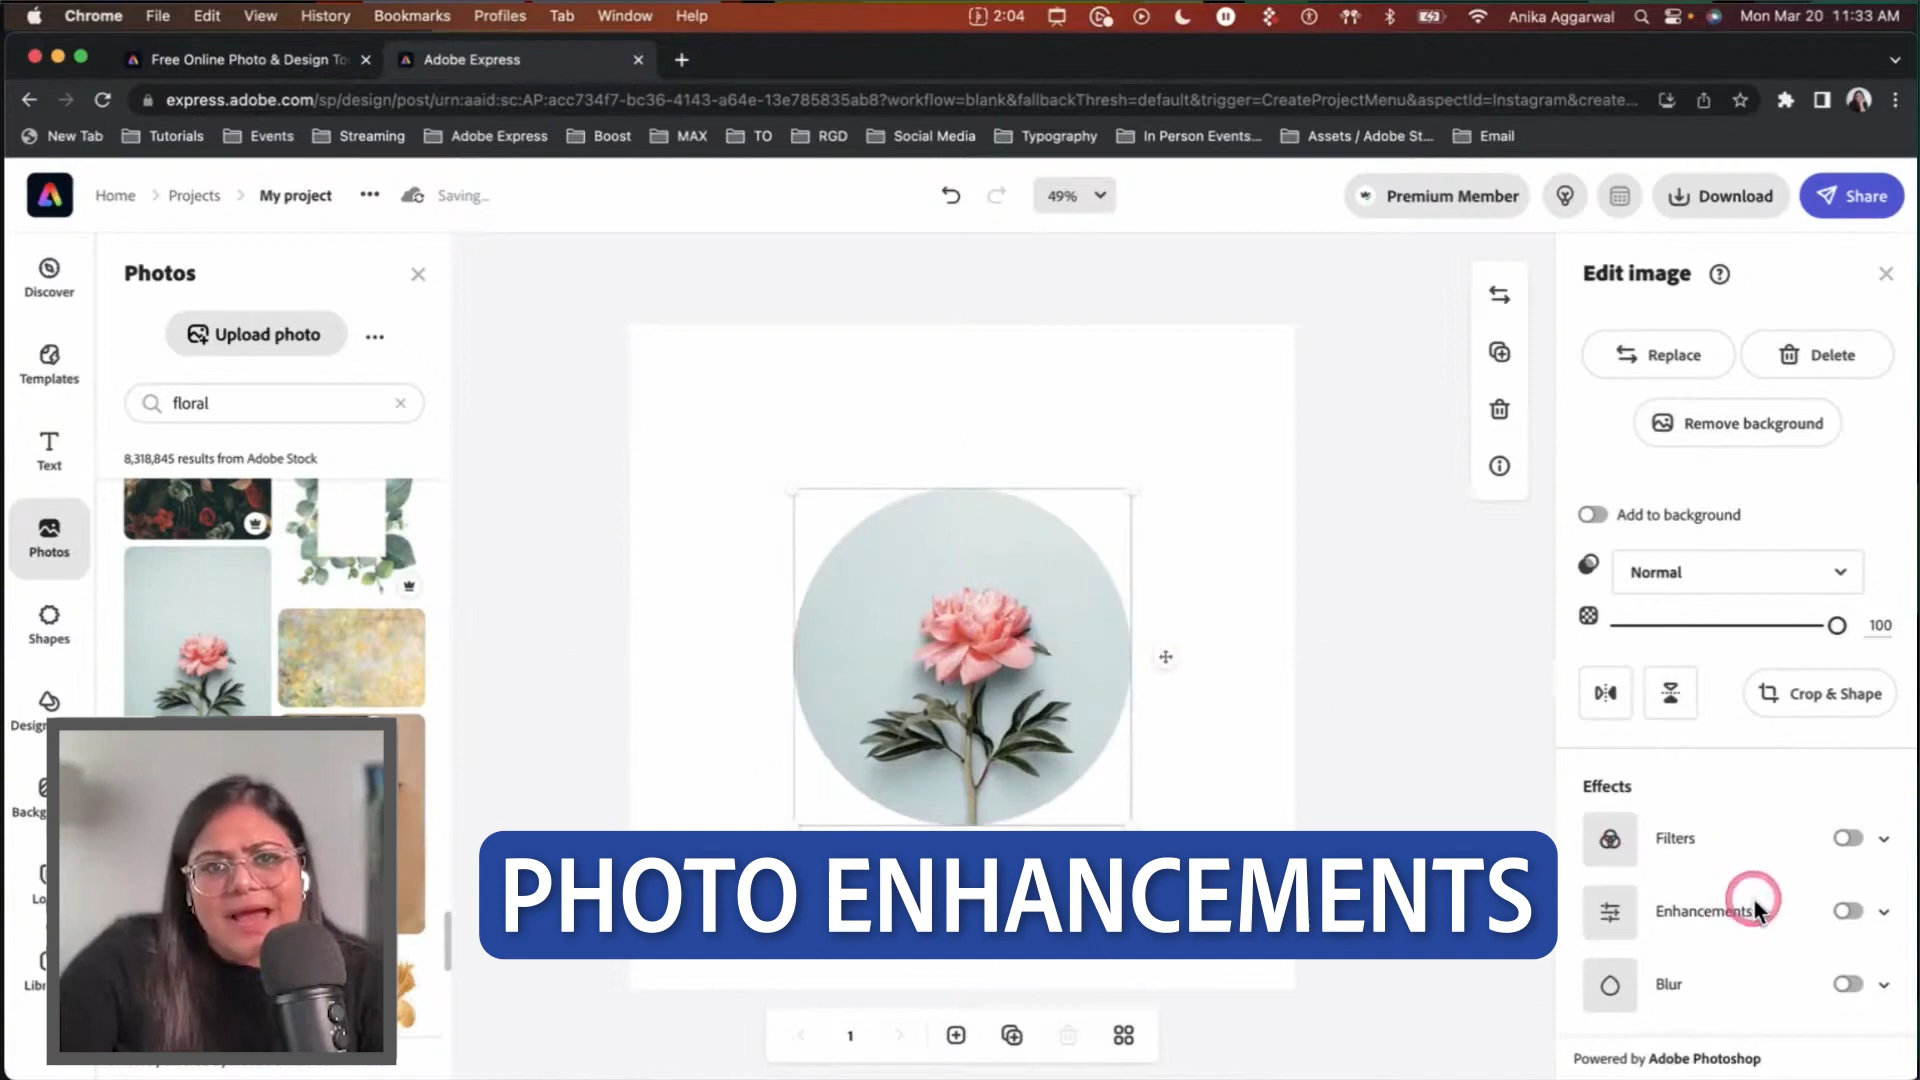 Chrome File Edit View History Bookmarks Profiles Tab Window Help 2:04 Anika Aggarwal Mon Mar 20 11:33 AM
Free Online Photo & Design To
Adobe Express
express.adobe.com/sp/design/post/urn:aaid:sc:AP:acc734f7-bc36-4143-a64e-13e785835ab8?workflow=blank&fallbackThresh=default&trigger=CreateProjectMenu&aspectId=Instagram&create...
New Tab Tutorials Events Streaming Adobe Express Boost MAX TO RGD Social Media Typography In Person Events... Assets / Adobe St... Email
Home Projects My project ••• Saving...
49%
Premium Member
Download
Share
Discover
Templates
Text
Photos
Shapes
Design
Backg
Lo
Libr
Photos
Upload photo
floral
8,318,845 results from Adobe Stock
PHOTO ENHANCEMENTS
1
Edit image
Replace
Delete
Remove background
Add to background
Normal
100
Crop & Shape
Effects
Filters
Enhancements
Blur
Powered by Adobe Photoshop